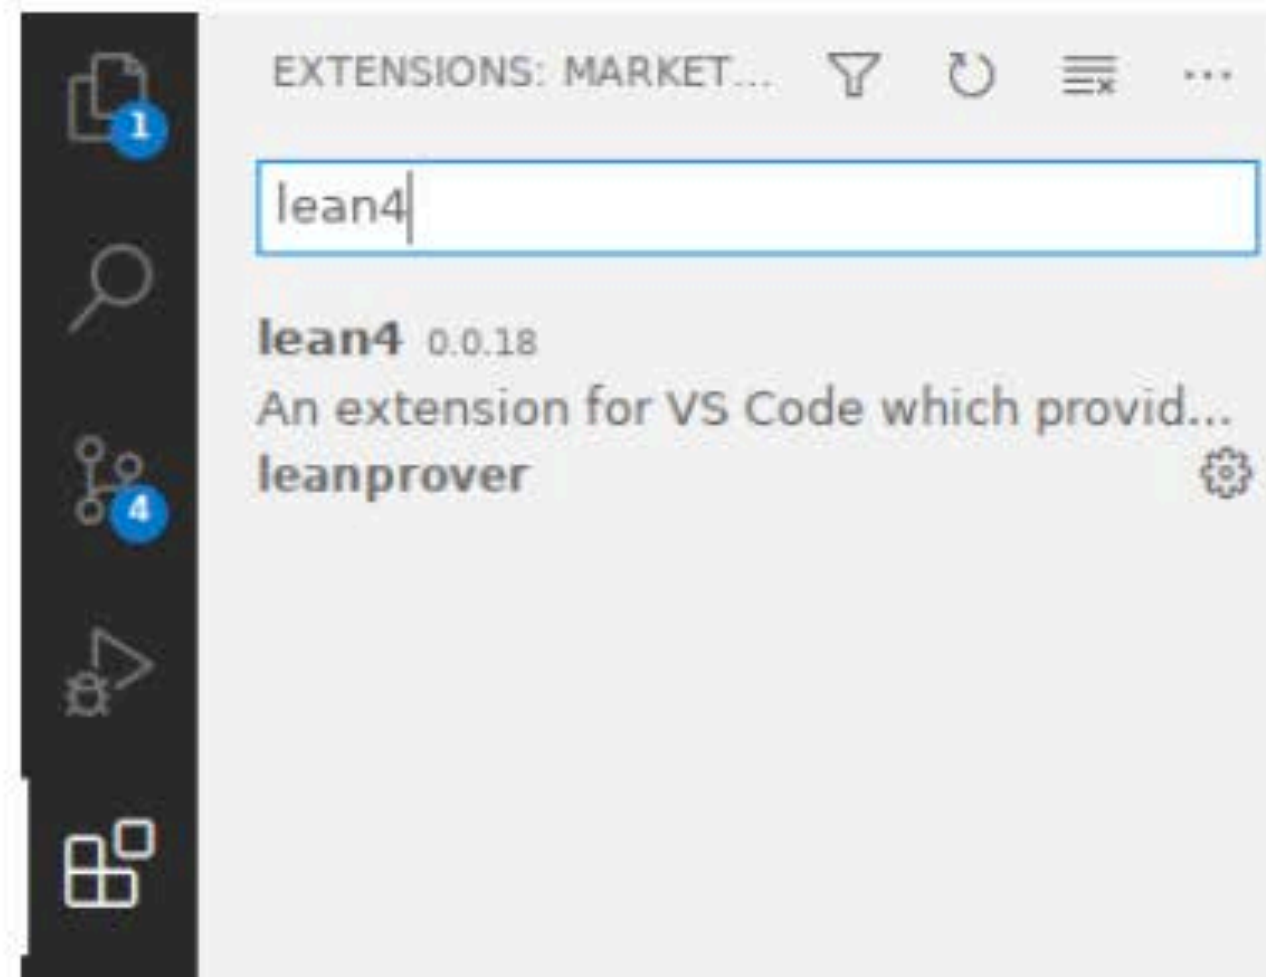 EXTENSIONS: MARKET...
1
lean4
lean4 0.0.18
An extension for VS Code which provid...
leanprover
4